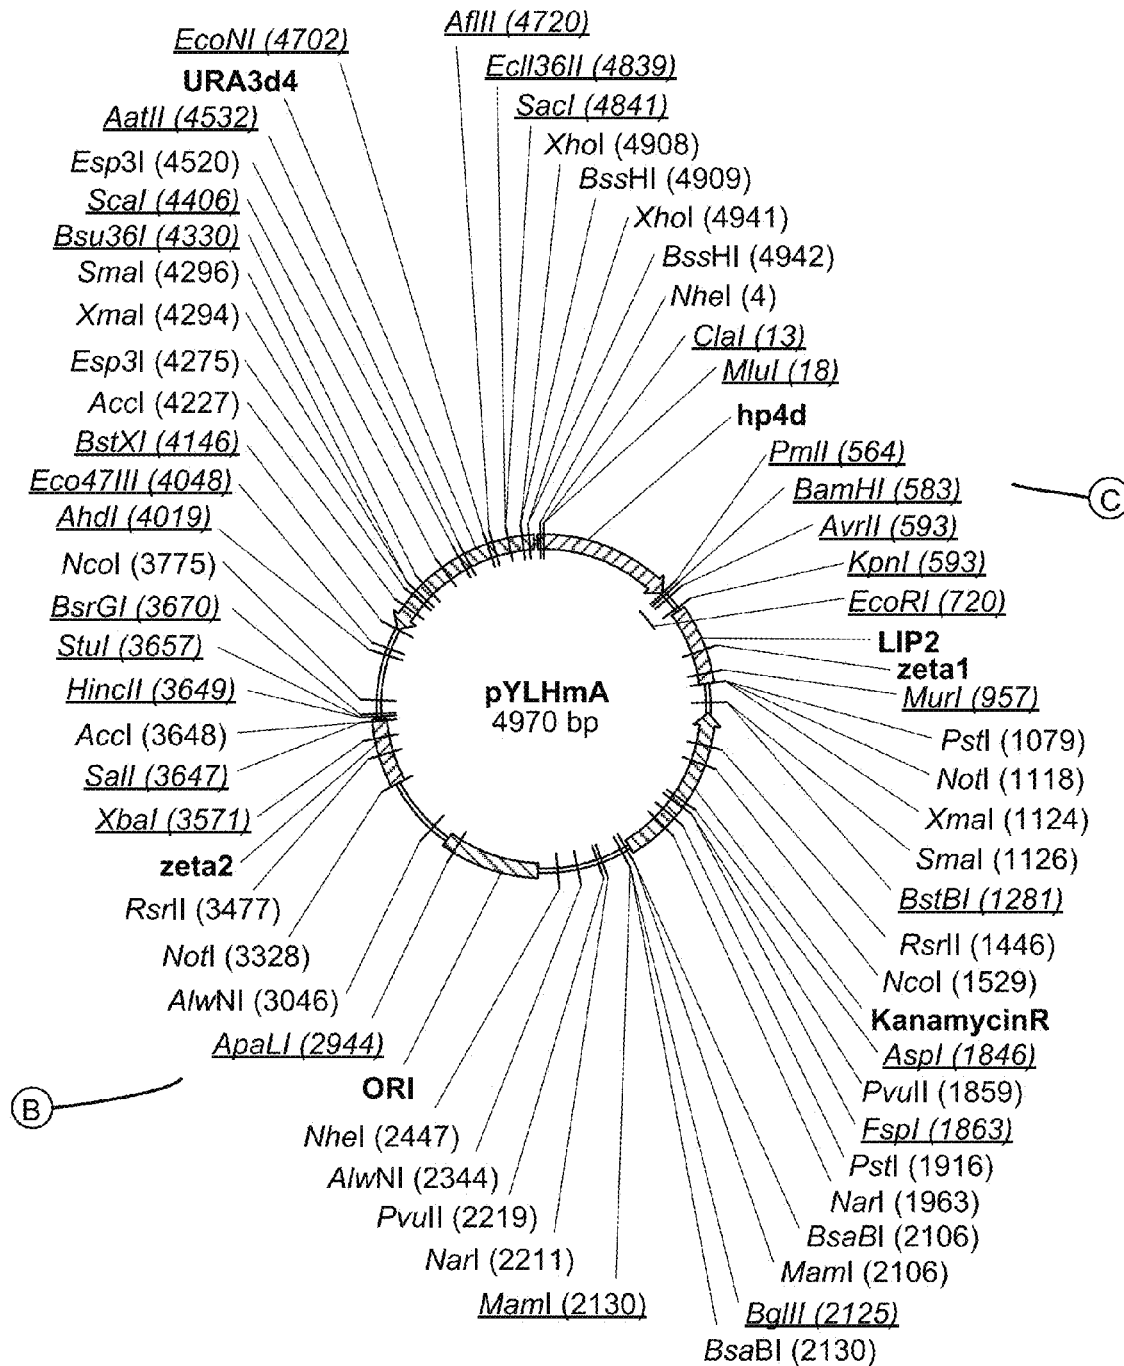 AflII (4720)
EcoNI (4702)
URA3d4
Ecll36II (4839)
AatII (4532)
SacI (4841)
Esp3I (4520)
XhoI (4908)
ScaI (4406)
BssHI (4909)
Bsu36I (4330)
XhoI (4941)
SmaI (4296)
BssHI (4942)
XmaI (4294)
NheI (4)
Esp3I (4275)
ClaI (13)
AccI (4227)
MluI (18)
BstXI (4146)
hp4d
Eco47III (4048)
PmlI (564)
AhdI (4019)
BamHI (583)
C
NcoI (3775)
AvrII (593)
BsrGI (3670)
KpnI (593)
StuI (3657)
EcoRI (720)
HincII (3649)
LIP2
AccI (3648)
zeta1
SalI (3647)
MurI (957)
XbaI (3571)
PstI (1079)
pYLHmA
4970 bp
zeta2
NotI (1118)
RsrII (3477)
XmaI (1124)
NotI (3328)
SmaI (1126)
AlwNI (3046)
BstBI (1281)
ApaLI (2944)
RsrII (1446)
ORI
NcoI (1529)
B
KanamycinR
NheI (2447)
AspI (1846)
AlwNI (2344)
PvuII (1859)
PvuII (2219)
FspI (1863)
NarI (2211)
PstI (1916)
MamI (2130)
NarI (1963)
BsaBI (2106)
MamI (2106)
BglII (2125)
BsaBI (2130)